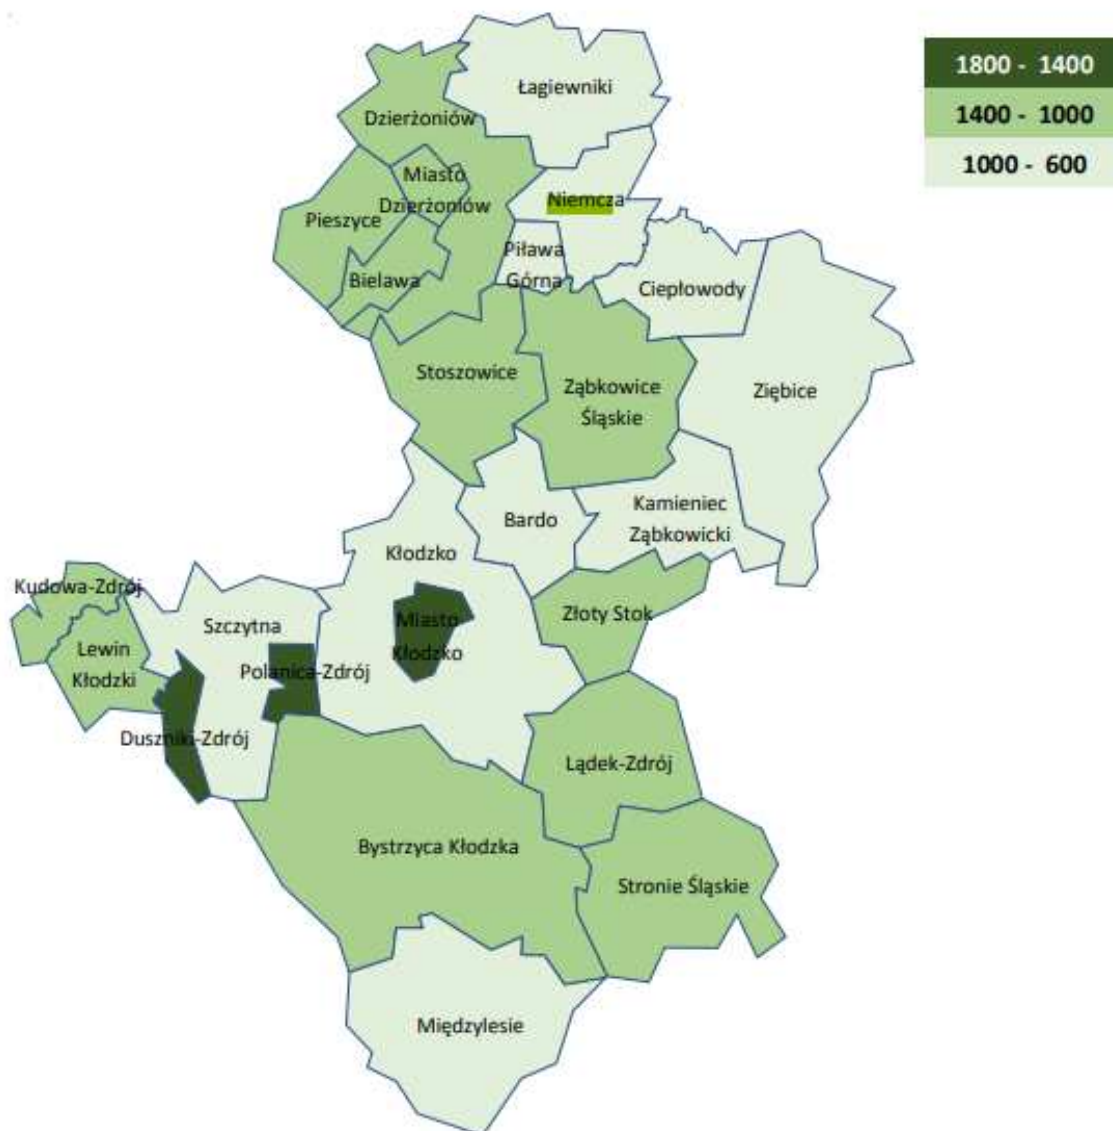 1800 - 1400
1400 - 1000
1000 - 600
Łagiewniki
Dzierżoniów
Miasto
Dzierżoniów
Niemcza
Pieszyce
Piława
Górna
Bielawa
Ciepłowody
Stoszowice
Ząbkowice
Śląskie
Ziębice
Kamieniec
Ząbkowicki
Bardo
Kłodzko
Kudowa-Zdrój
Złoty Stok
Miasto
Kłodzko
Szczytna
Lewin
Kłodzki
Polanica-Zdrój
Duszniki-Zdrój
Lądek-Zdrój
Bystrzyca Kłodzka
Stronie Śląskie
Międzylesie